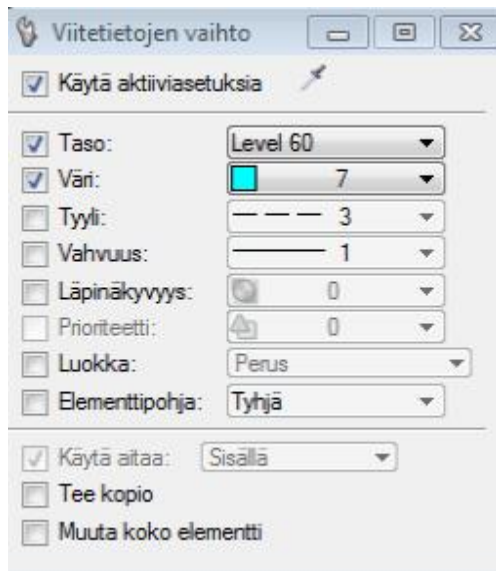 Viitetietojen vaihto
Käytä aktiiviasetuksia
Taso: Level 60
Väri: 7
Tyyli: 3
Vahvuus: 1
Läpinäkyvyys: 0
Prioriteetti: 0
Luokka: Perus
Elementtipohja: Tyhjä
Käytä aitaa: Sisällä
Tee kopio
Muuta koko elementti